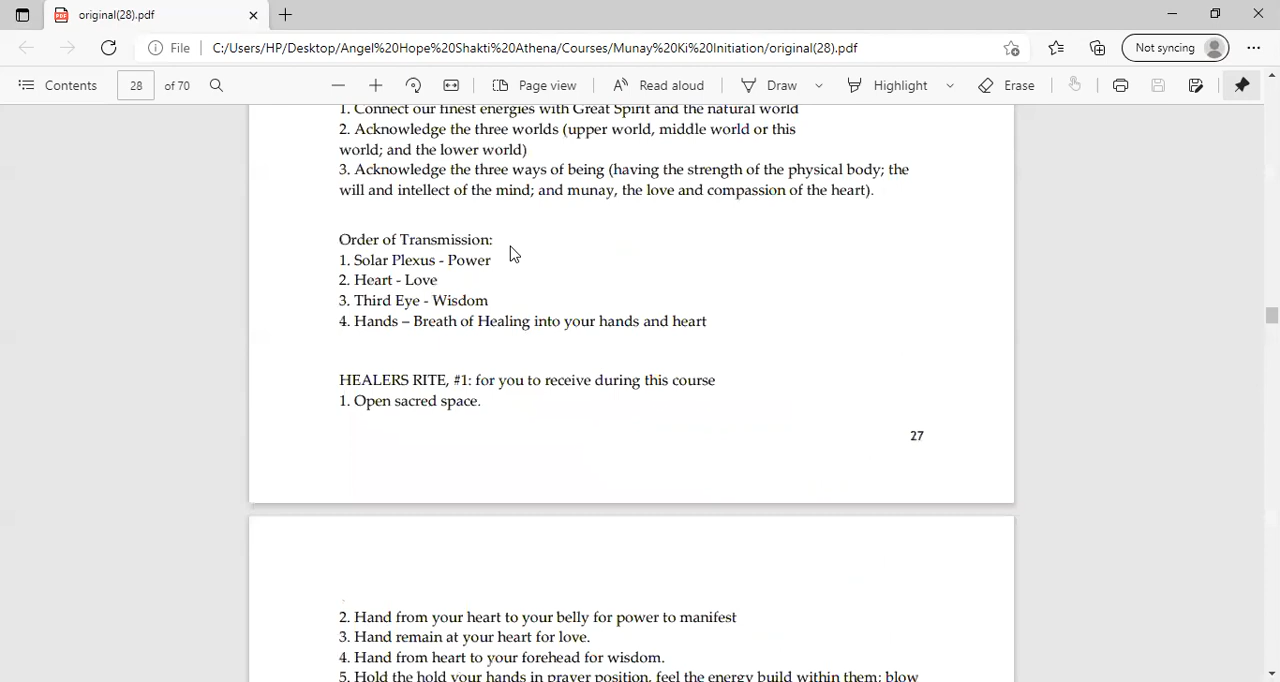 original(28).pdf
File
C:/Users/HP/Desktop/Angel%20Hope%20Shakti%20Athena/Courses/Munay%20Ki%20Initiation/original(28).pdf
Not syncing
Contents
28
of 70
Page view
Read aloud
Draw
Highlight
Erase
1. Connect our finest energies with Great Spirit and the natural world
2. Acknowledge the three worlds (upper world, middle world or this
world; and the lower world)
3. Acknowledge the three ways of being (having the strength of the physical body; the
will and intellect of the mind; and munay, the love and compassion of the heart).
Order of Transmission:
1. Solar Plexus - Power
2. Heart - Love
3. Third Eye - Wisdom
4. Hands – Breath of Healing into your hands and heart
HEALERS RITE, #1: for you to receive during this course
1. Open sacred space.
27
2. Hand from your heart to your belly for power to manifest
3. Hand remain at your heart for love.
4. Hand from heart to your forehead for wisdom.
5. Hold the hold your hands in prayer position, feel the energy build within them; blow